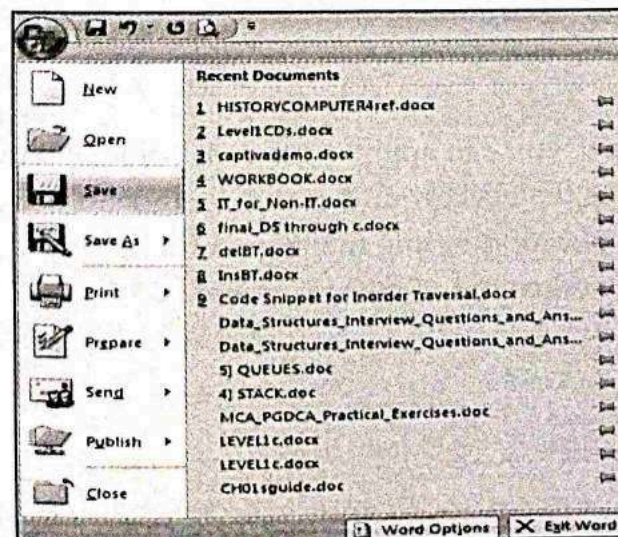 New
Open
Save
Save As
Print
Prepare
Send
Publish
Close
Recent Documents
1 HISTORYCOMPUTER4ref.docx
2 Level1CDs.docx
3 captivademo.docx
4 WORKBOOK.docx
5 IT_for_Non-IT.docx
6 final_DS through c.docx
7 delBT.docx
8 InsBT.docx
9 Code Snippet for Inorder Traversal.docx
Data_Structures_Interview_Questions_and_Ans...
Data_Structures_Interview_Questions_and_Ans...
5] QUEUES.doc
4] STACK.doc
MCA_PGDCA_Practical_Exercises.doc
LEVEL1c.docx
LEVEL1c.docx
CH01sguide.doc
Word Options
Exit Word